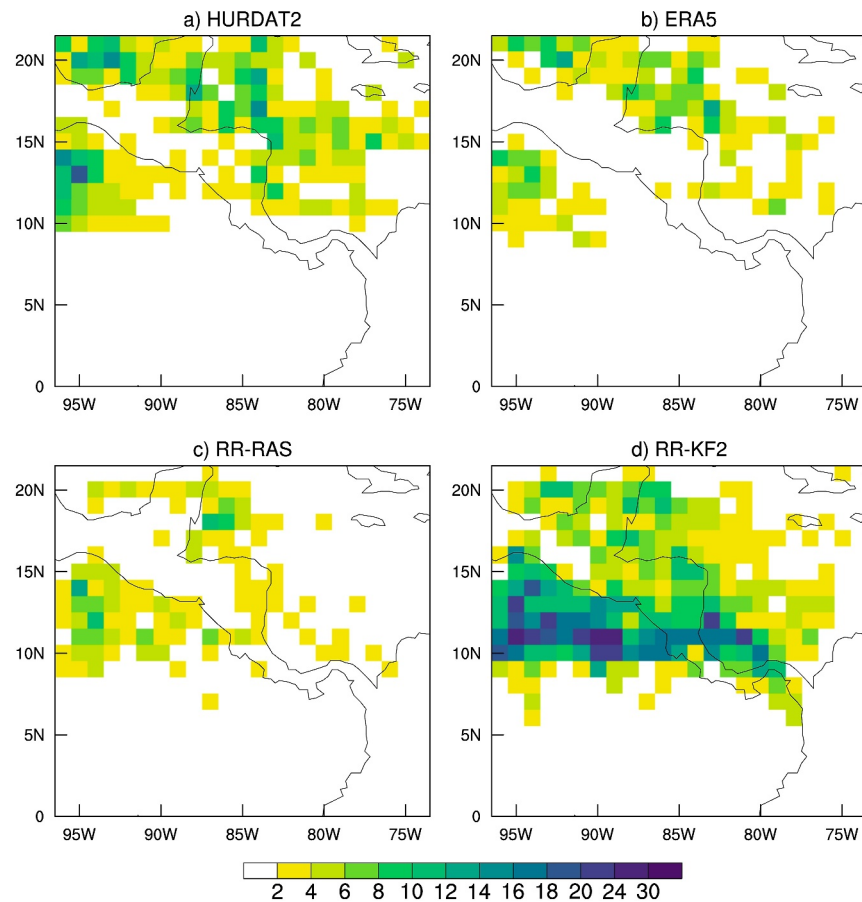 a) HURDAT2
b) ERA5
20N
15N
10N
5N
0
95W 90W 85W 80W 75W
20N
15N
10N
5N
0
95W 90W 85W 80W 75W
c) RR-RAS
d) RR-KF2
20N
15N
10N
5N
0
95W 90W 85W 80W 75W
20N
15N
10N
5N
0
95W 90W 85W 80W 75W
2 4 6 8 10 12 14 16 18 20 24 30